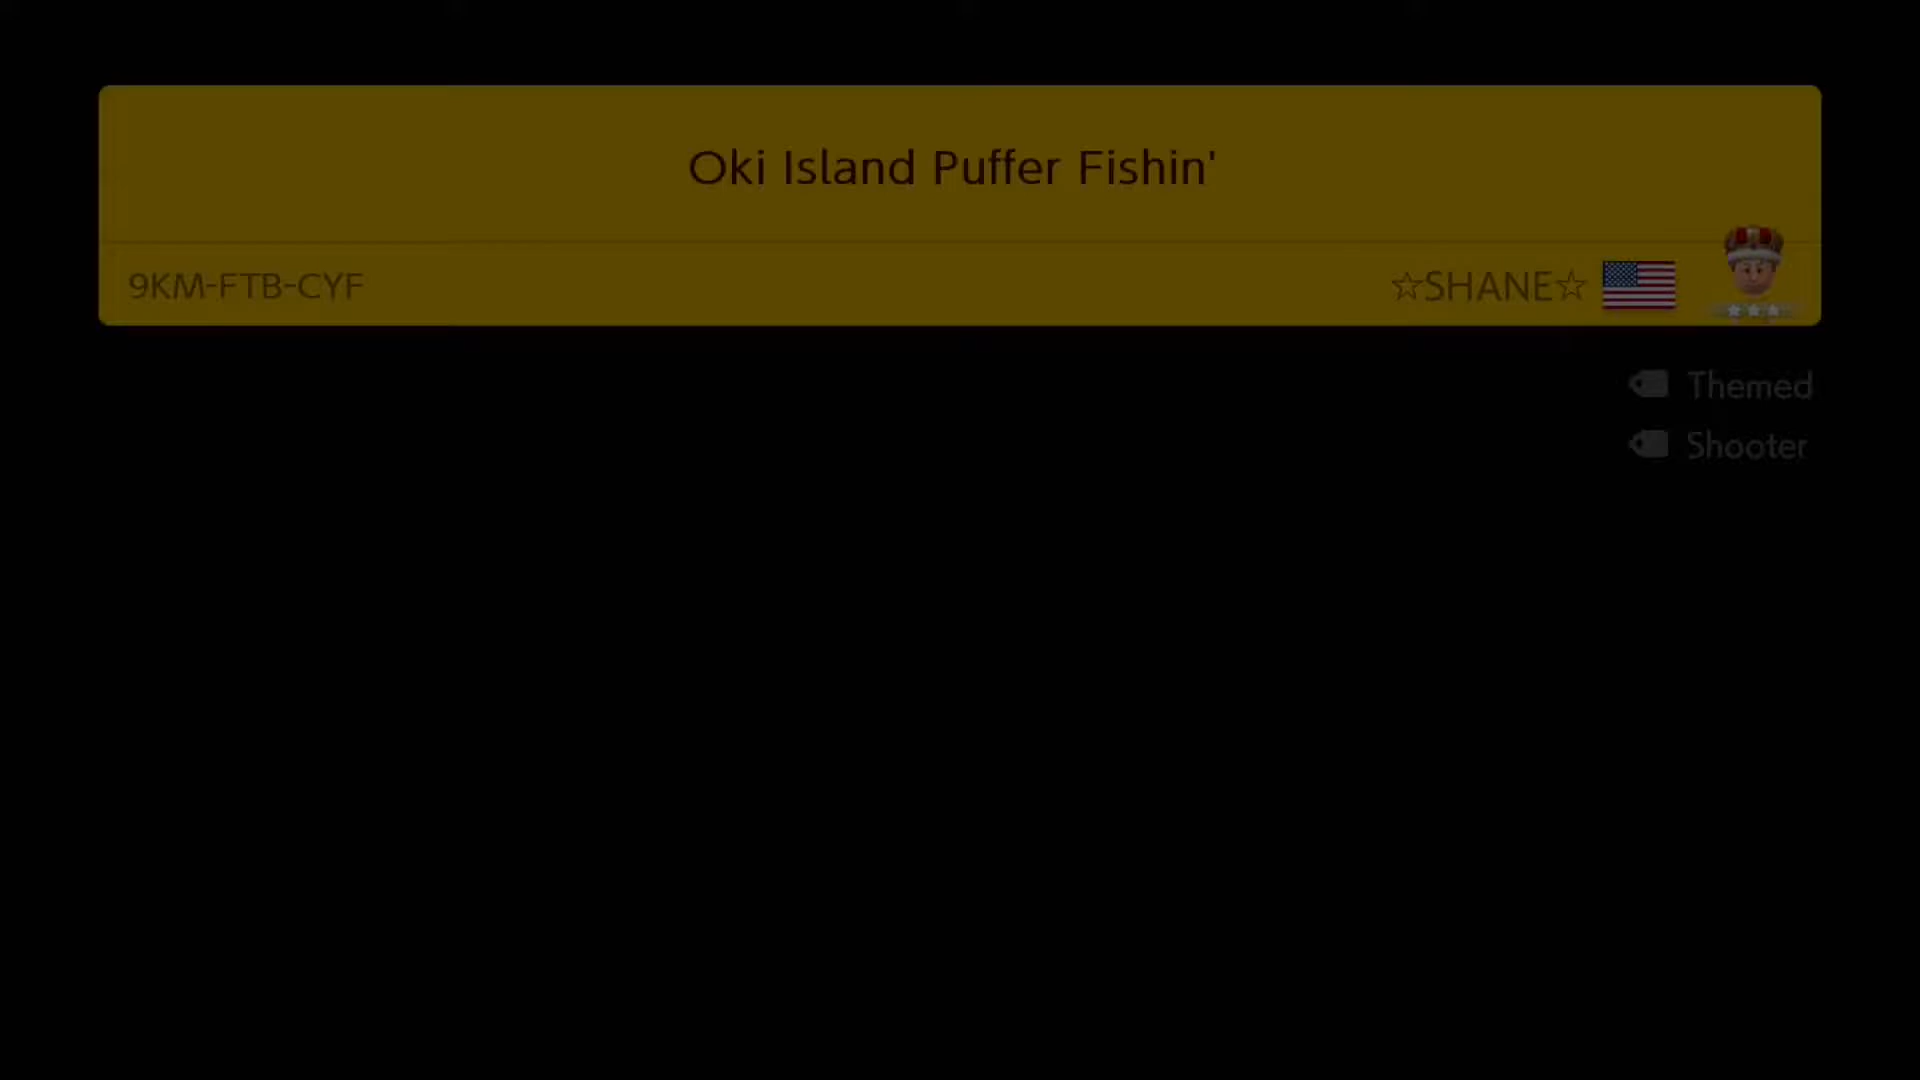 Oki Island Puffer Fishin'
9KM-FTB-CYF
☆SHANE☆
Themed
Shooter